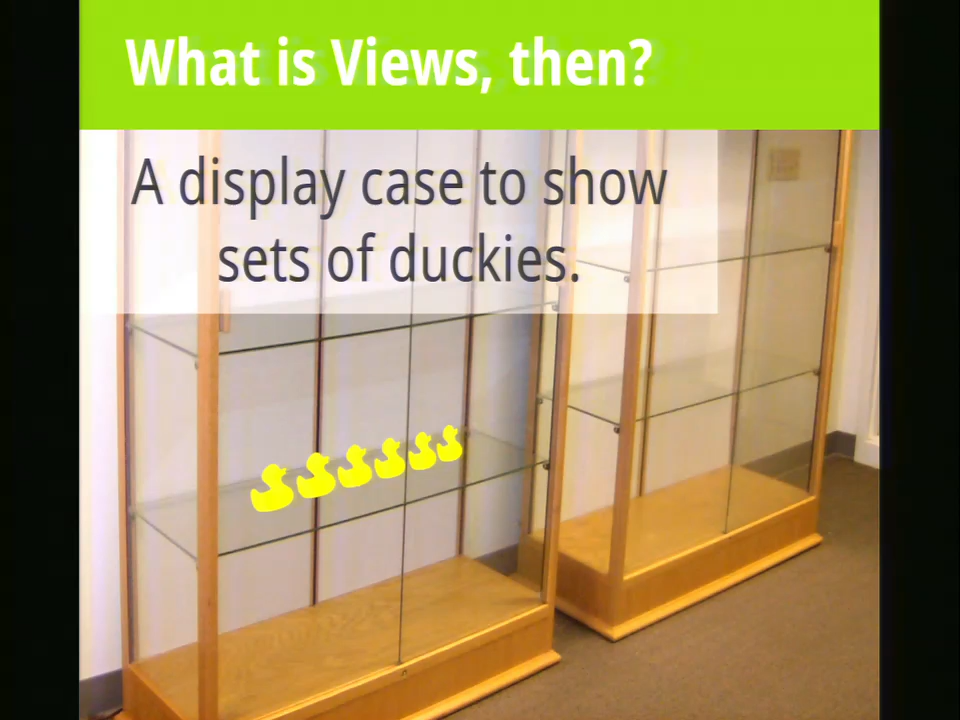 What is Views, then?
A display case to show
sets of duckies.